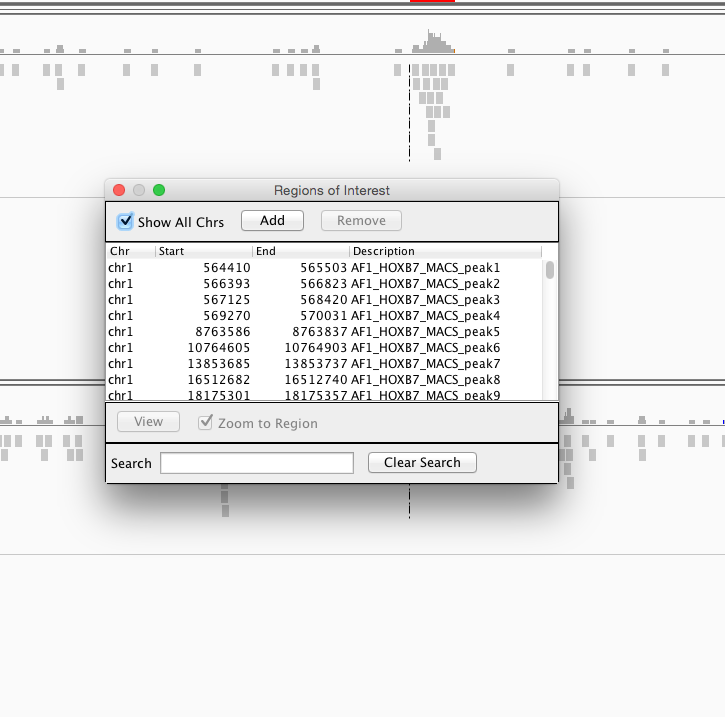 Regions of Interest
Show All Chrs Add Remove
Chr Start End Description
chr1 564410 565503 AF1_HOXB7_MACS_peak1
chr1 566393 566823 AF1_HOXB7_MACS_peak2
chr1 567125 568420 AF1_HOXB7_MACS_peak3
chr1 569270 570031 AF1_HOXB7_MACS_peak4
chr1 8763586 8763837 AF1_HOXB7_MACS_peak5
chr1 10764605 10764903 AF1_HOXB7_MACS_peak6
chr1 13853685 13853737 AF1_HOXB7_MACS_peak7
chr1 16512682 16512740 AF1_HOXB7_MACS_peak8
chr1 18175301 18175357 AF1_HOXB7_MACS_peak9
View Zoom to Region
Search Clear Search